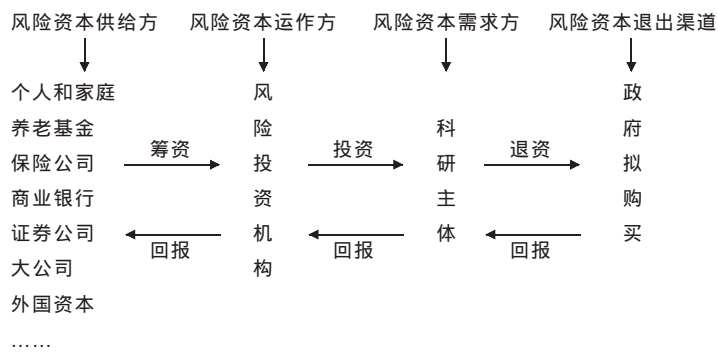 风险资本供给方 风险资本运作方 风险资本需求方 风险资本退出渠道
个人和家庭
养老基金
保险公司
商业银行
证券公司
大公司
外国资本
……
筹资
回报
风险投资机构
投资
回报
科研主体
退资
回报
政府拟购买